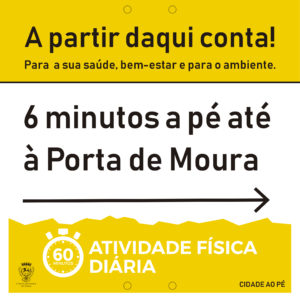 A partir daqui conta!
Para a sua saúde, bem-estar e para o ambiente.
6 minutos a pé até
à Porta de Moura
60
MINUTOS
ATIVIDADE FÍSICA
DIÁRIA
CIDADE AO PÉ